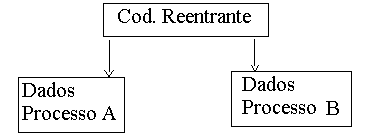 Cod. Reentrante
Dados
Processo A
Dados
Processo B